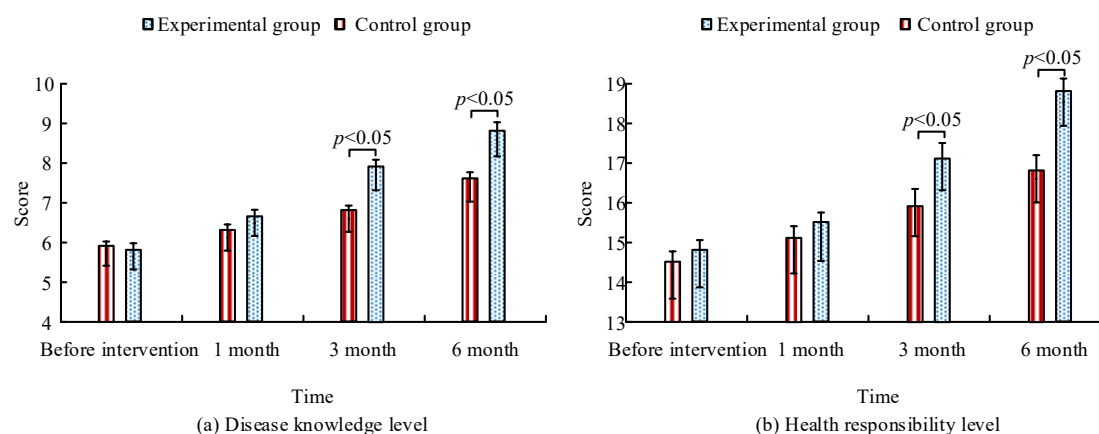 Experimental group Control group
10
9
8
7
6
5
4
Score
p<0.05
p<0.05
Before intervention 1 month 3 month 6 month
Time
(a) Disease knowledge level
Experimental group Control group
19
18
17
16
15
14
13
Score
p<0.05
p<0.05
Before intervention 1 month 3 month 6 month
Time
(b) Health responsibility level